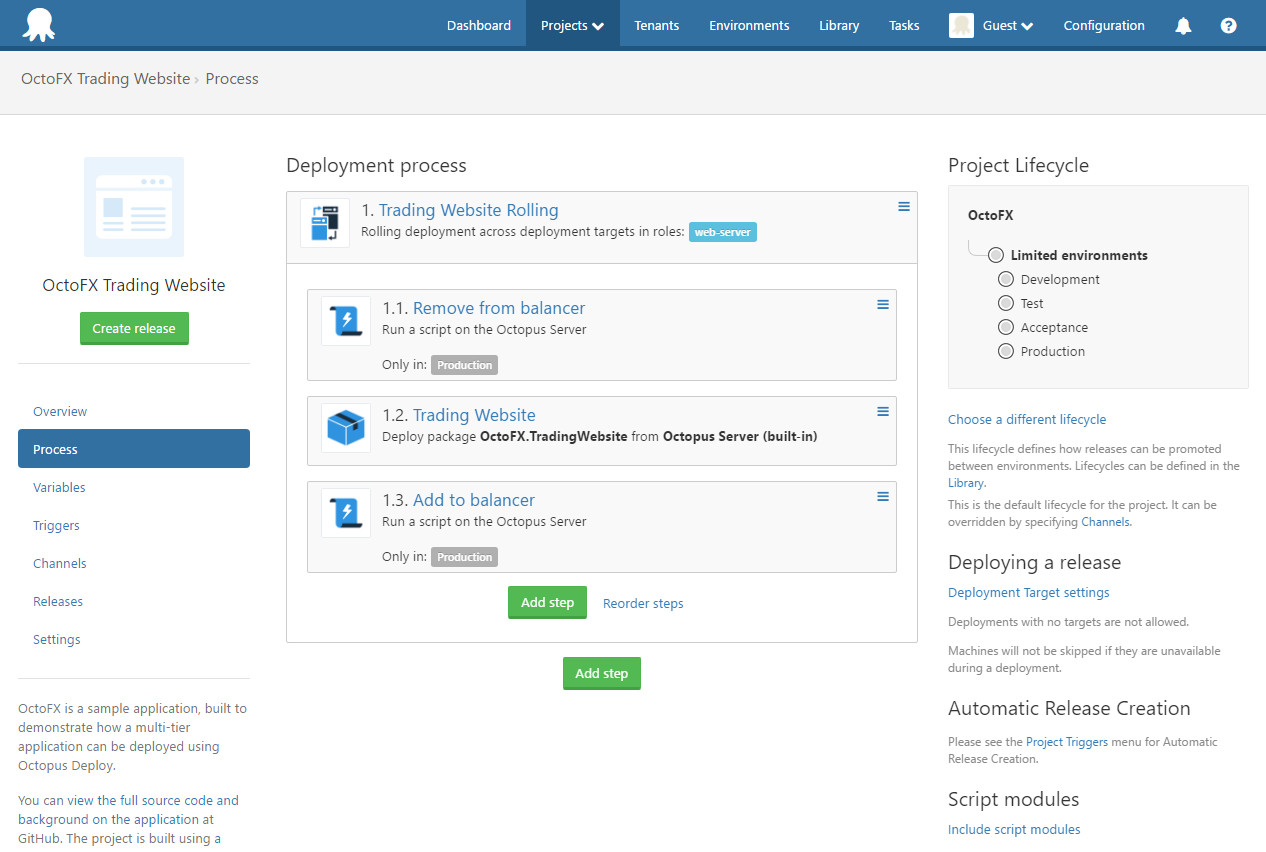 Dashboard Projects Tenants Environments Library Tasks Guest Configuration
OctoFX Trading Website › Process
OctoFX Trading Website
Create release
Overview
Process
Variables
Triggers
Channels
Releases
Settings
OctoFX is a sample application, built to
demonstrate how a multi-tier
application can be deployed using
Octopus Deploy.
You can view the full source code and
background on the application at
GitHub. The project is built using a
Deployment process
1. Trading Website Rolling
Rolling deployment across deployment targets in roles: web-server
1.1. Remove from balancer
Run a script on the Octopus Server
Only in: Production
1.2. Trading Website
Deploy package OctoFX.TradingWebsite from Octopus Server (built-in)
1.3. Add to balancer
Run a script on the Octopus Server
Only in: Production
Add step Reorder steps
Add step
Project Lifecycle
OctoFX
Limited environments
Development
Test
Acceptance
Production
Choose a different lifecycle
This lifecycle defines how releases can be promoted
between environments. Lifecycles can be defined in the
Library.
This is the default lifecycle for the project. It can be
overridden by specifying Channels.
Deploying a release
Deployment Target settings
Deployments with no targets are not allowed.
Machines will not be skipped if they are unavailable
during a deployment.
Automatic Release Creation
Please see the Project Triggers menu for Automatic
Release Creation.
Script modules
Include script modules